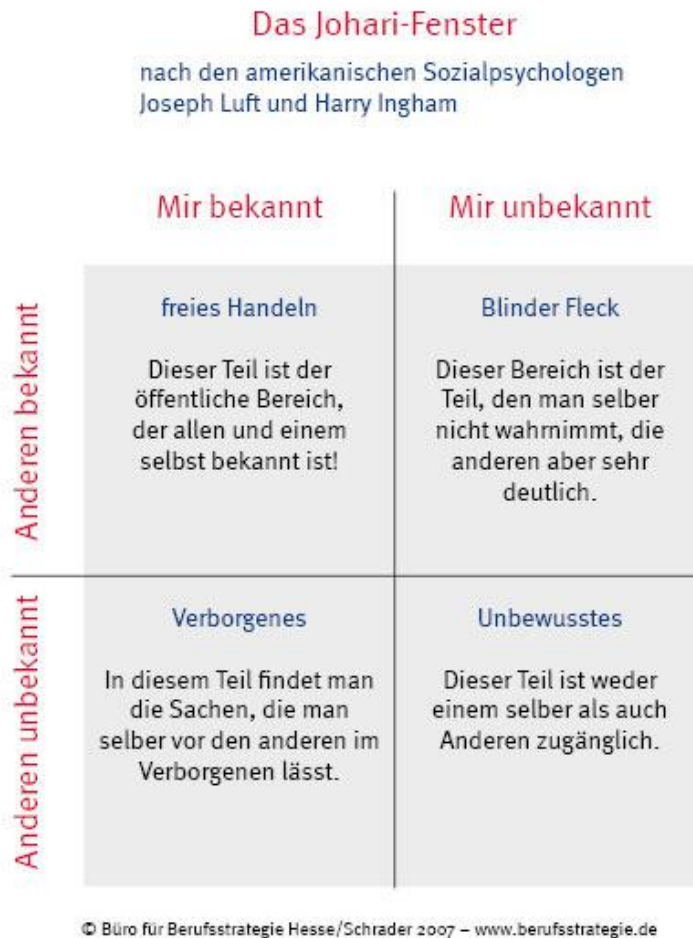 Das Johari-Fenster
nach den amerikanischen Sozialpsychologen
Joseph Luft und Harry Ingham
Mir bekannt
Mir unbekannt
Anderen bekannt
freies Handeln
Dieser Teil ist der
öffentliche Bereich,
der allen und einem
selbst bekannt ist!
Blinder Fleck
Dieser Bereich ist der
Teil, den man selber
nicht wahrnimmt, die
anderen aber sehr
deutlich.
Anderen unbekannt
Verborgenes
In diesem Teil findet man
die Sachen, die man
selber vor den anderen im
Verborgenen lässt.
Unbewusstes
Dieser Teil ist weder
einem selber als auch
Anderen zugänglich.
© Büro für Berufsstrategie Hesse/Schrader 2007 – www.berufsstrategie.de